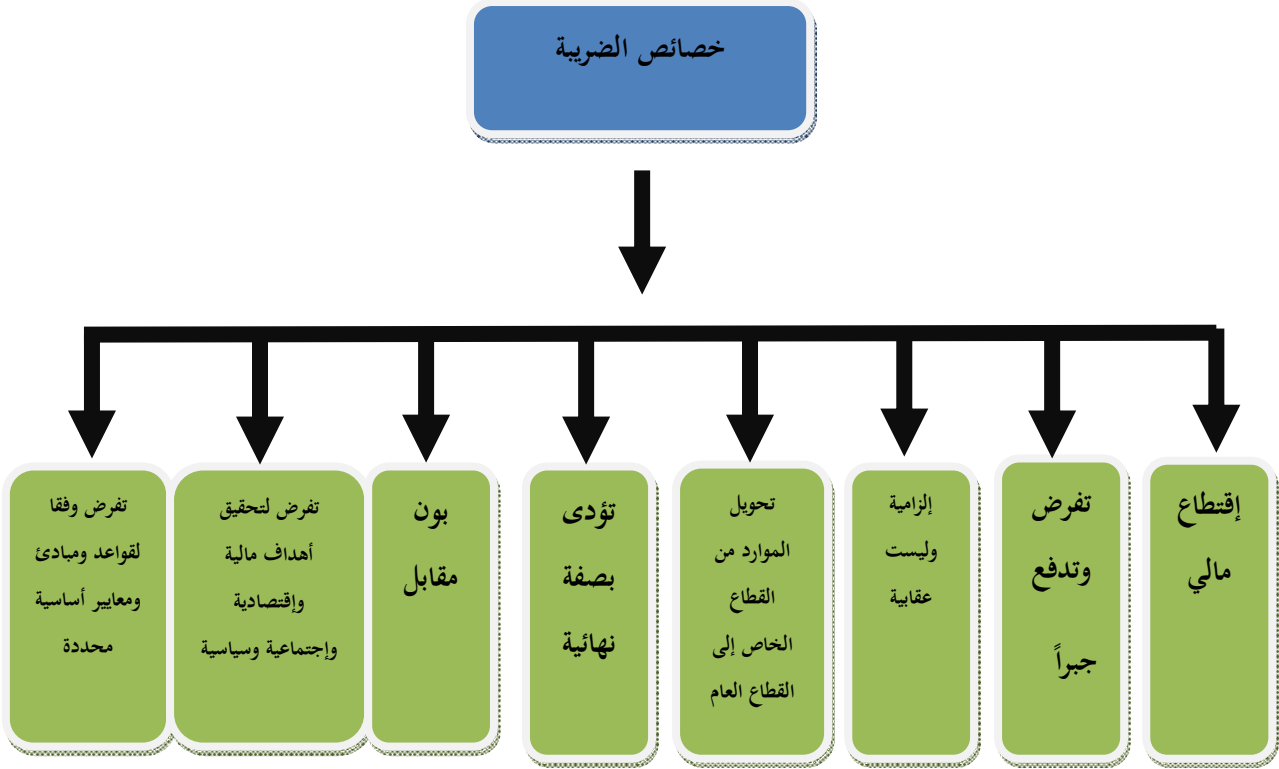 خصائص الضريبة
إقتطاع
مالي
تفرض
وتدفع
جبراً
إلزامية
وليست
عقابية
تحويل
الموارد من
القطاع
الخاص إلى
القطاع العام
تؤدى
بصفة
نهائية
بون
مقابل
تفرض لتحقيق
أهداف مالية
وإقتصادية
وإجتماعية وسياسية
تفرض وفقا
لقواعد ومبادئ
ومعايير أساسية
محددة